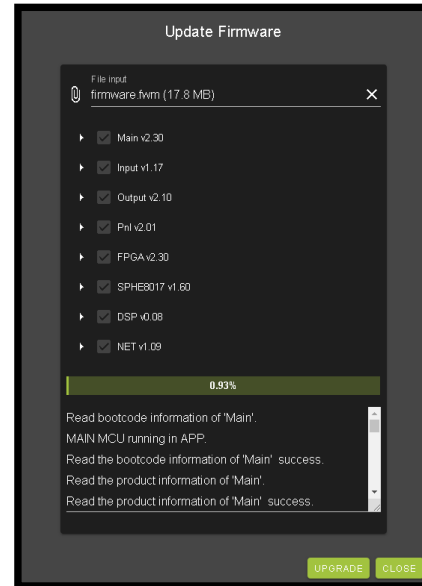 Update Firmware
File input
firmware.fwm (17.8 MB)
Main v2.30
Input v1.17
Output v2.10
Pnl v2.01
FPGA v2.30
SPHE8017 v1.60
DSP v0.08
NET v1.09
0.93%
Read bootcode information of 'Main'.
MAIN MCU running in APP.
Read the bootcode information of 'Main' success.
Read the product information of 'Main'.
Read the product information of 'Main' success.
UPGRADE CLOSE